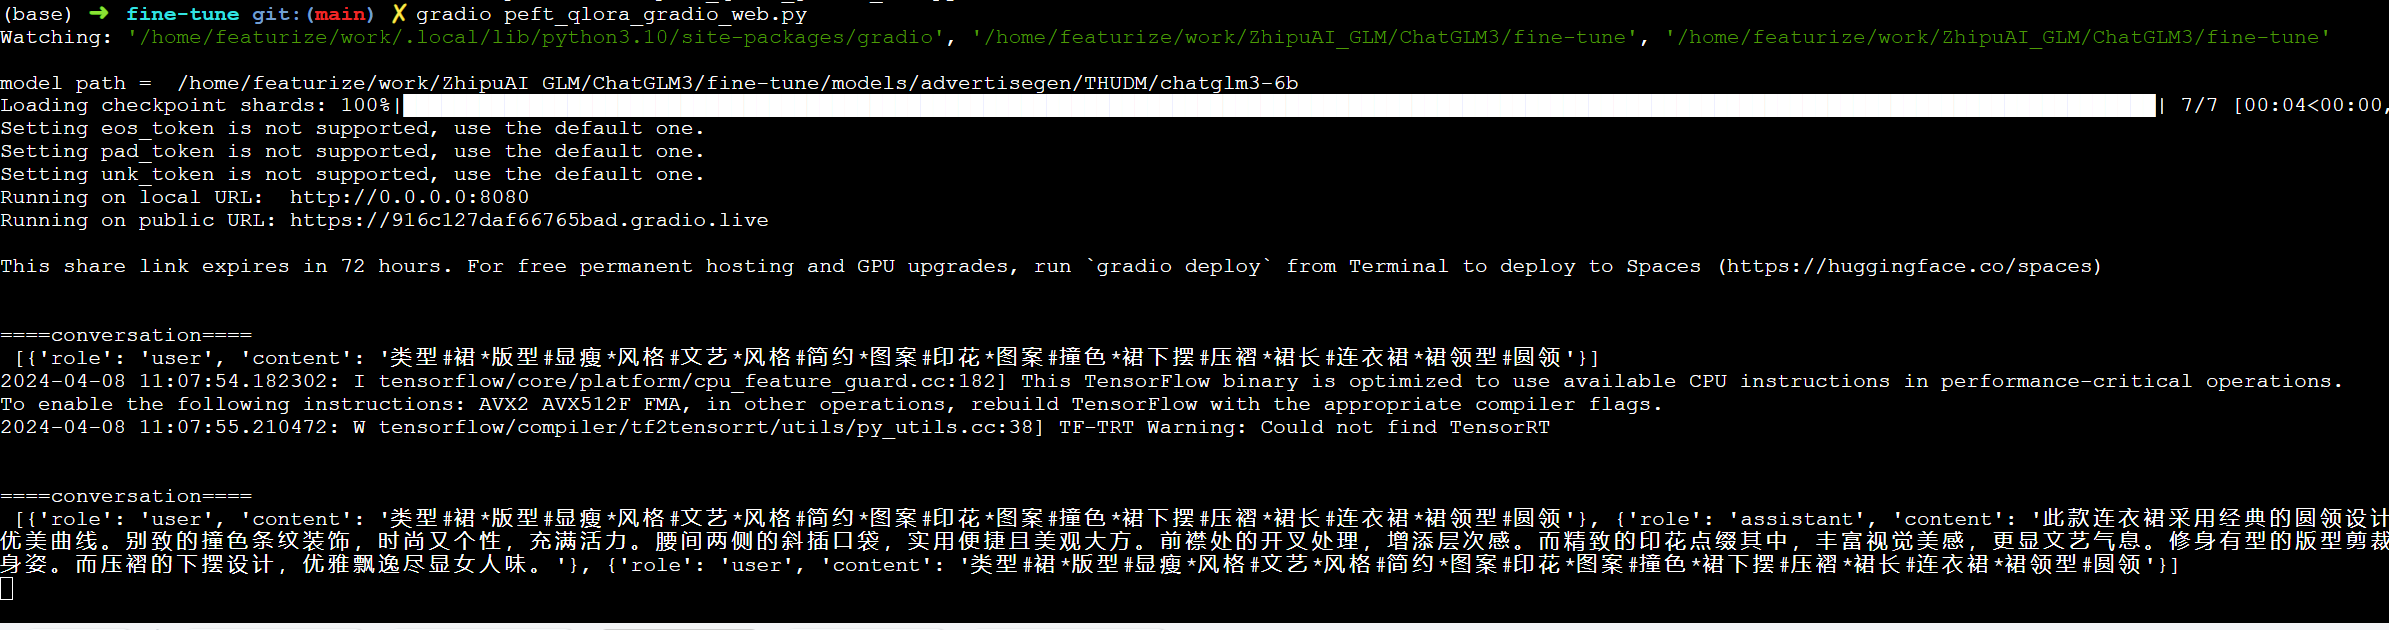 (base) ➜ fine-tune git:(main) ✗ gradio peft_qlora_gradio_web.py
Watching: '/home/featurize/work/.local/lib/python3.10/site-packages/gradio', '/home/featurize/work/ZhipuAI_GLM/ChatGLM3/fine-tune', '/home/featurize/work/ZhipuAI_GLM/ChatGLM3/fine-tune'
model path =  /home/featurize/work/ZhipuAI_GLM/ChatGLM3/fine-tune/models/advertisegen/THUDM/chatglm3-6b
Loading checkpoint shards: 100%|| 7/7 [00:04<00:00,
Setting eos_token is not supported, use the default one.
Setting pad_token is not supported, use the default one.
Setting unk_token is not supported, use the default one.
Running on local URL:  http://0.0.0.0:8080
Running on public URL: https://916c127daf66765bad.gradio.live
This share link expires in 72 hours. For free permanent hosting and GPU upgrades, run `gradio deploy` from Terminal to deploy to Spaces (https://huggingface.co/spaces)
====conversation====
[{'role': 'user', 'content': '类型#裙*版型#显瘦*风格#文艺*风格#简约*图案#印花*图案#撞色*裙下摆#压褶*裙长#连衣裙*裙领型#圆领'}]
2024-04-08 11:07:54.182302: I tensorflow/core/platform/cpu_feature_guard.cc:182] This TensorFlow binary is optimized to use available CPU instructions in performance-critical operations.
To enable the following instructions: AVX2 AVX512F FMA, in other operations, rebuild TensorFlow with the appropriate compiler flags.
2024-04-08 11:07:55.210472: W tensorflow/compiler/tf2tensorrt/utils/py_utils.cc:38] TF-TRT Warning: Could not find TensorRT
====conversation====
[{'role': 'user', 'content': '类型#裙*版型#显瘦*风格#文艺*风格#简约*图案#印花*图案#撞色*裙下摆#压褶*裙长#连衣裙*裙领型#圆领'}, {'role': 'assistant', 'content': '此款连衣裙采用经典的圆领设计
优美曲线。别致的撞色条纹装饰，时尚又个性，充满活力。腰间两侧的斜插口袋，实用便捷且美观大方。前襟处的开叉处理，增添层次感。而精致的印花点缀其中，丰富视觉美感，更显文艺气息。修身有型的版型剪裁
身姿。而压褶的下摆设计，优雅飘逸尽显女人味。'}, {'role': 'user', 'content': '类型#裙*版型#显瘦*风格#文艺*风格#简约*图案#印花*图案#撞色*裙下摆#压褶*裙长#连衣裙*裙领型#圆领'}]